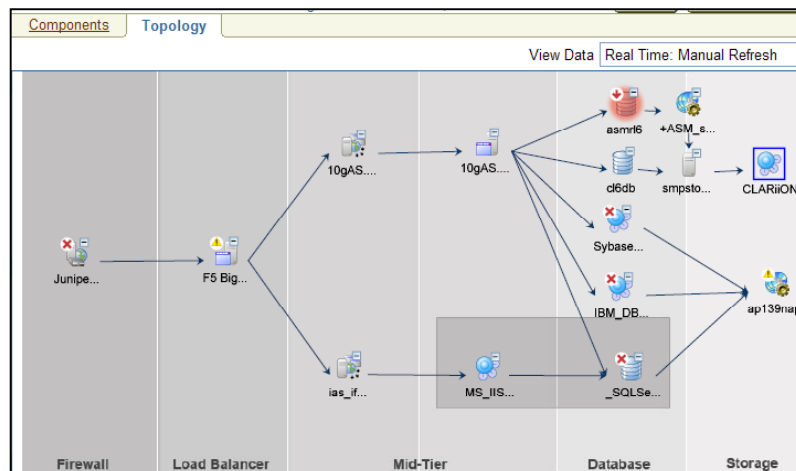 Components Topology
View Data Real Time: Manual Refresh
asmrl6 +ASM_s...
10gAS.... 10gAS....
cl6db smpsto... CLARiiON
Sybase...
Junipe... F5 Big...
IBM_DB... ap139nap
ias_if... MS_IIS... _SQLSe...
Firewall Load Balancer Mid-Tier Database Storage